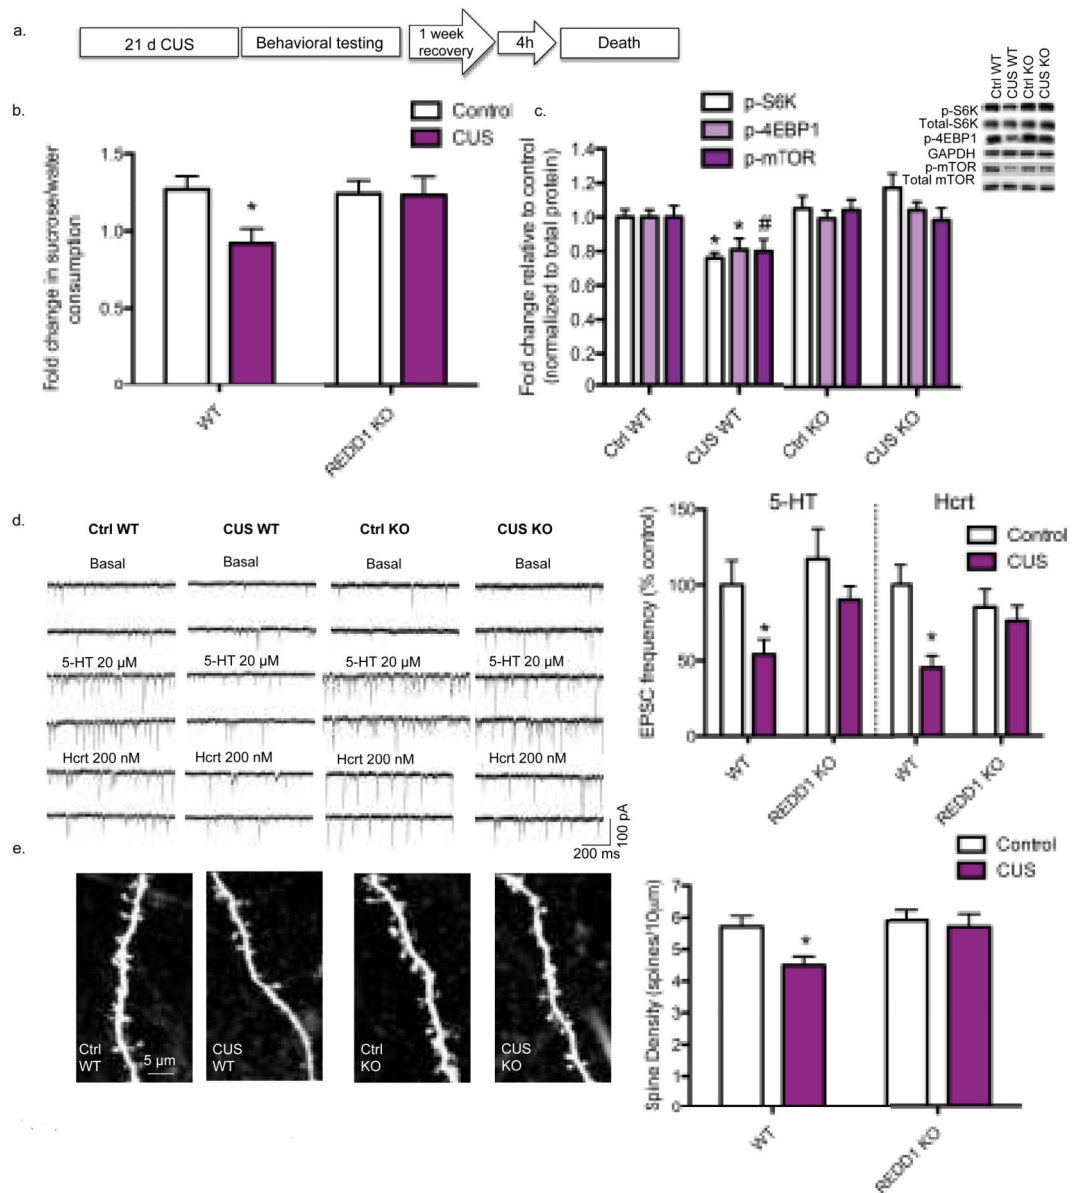 a.
21 d CUS
Behavioral testing
1 week
recovery
4h
Death
b.
Control
CUS
Fold change in sucrose/water
consumption
1.5
1.0
0.5
0
*
WT
REDD1 KO
c.
p-S6K
p-4EBP1
p-mTOR
Fold change relative to control
(normalized to total protein)
1.4
1.2
1.0
0.8
0.6
0.4
1.2
0
* * #
Ctrl WT
CUS WT
Ctrl KO
CUS KO
Ctrl WT
CUS WT
Ctrl KO
CUS KO
p-S6K
Total-S6K
p-4EBP1
GAPDH
p-mTOR
Total mTOR
d.
Ctrl WT CUS WT Ctrl KO CUS KO
Basal Basal Basal Basal
5-HT 20 µM 5-HT 20 µM 5-HT 20 µM 5-HT 20 µM
Hcrt 200 nM Hcrt 200 nM Hcrt 200 nM Hcrt 200 nM
100 pA
200 ms
5-HT Hcrt
Control
CUS
EPSC frequency (% control)
150
100
50
0
* *
WT
REDD1 KO
WT
REDD1 KO
e.
Ctrl
WT
5 µm
CUS
WT
Ctrl
KO
CUS
KO
Control
CUS
Spine Density (spines/10µm)
7
6
5
4
3
2
1
0
*
WT
REDD1 KO